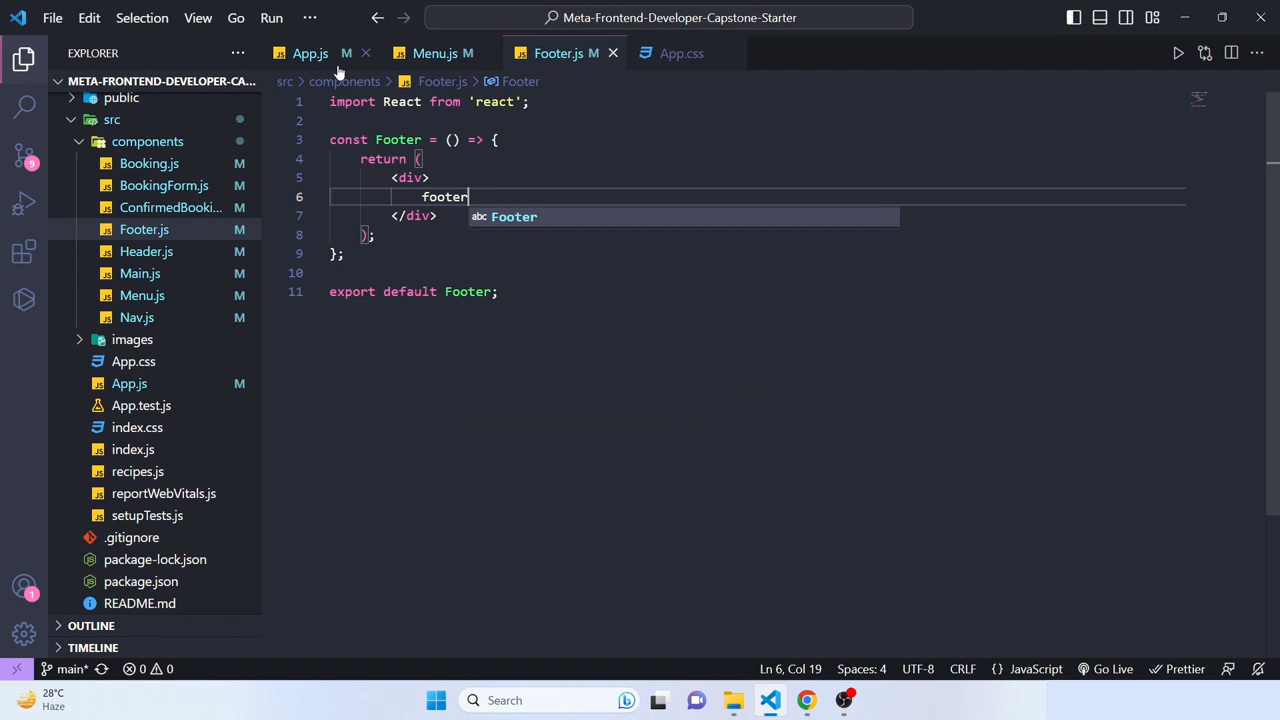 File Edit Selection View Go Run ··· Meta-Frontend-Developer-Capstone-Starter
EXPLORER ··· App.js M Menu.js M Footer.js M App.css
META-FRONTEND-DEVELOPER-CA... src > components > Footer.js > Footer
public
src
components
Booking.js M
BookingForm.js M
ConfirmedBooki... M
Footer.js M
Header.js M
Main.js M
Menu.js M
Nav.js M
images
App.css
App.js M
App.test.js
index.css
index.js
recipes.js
reportWebVitals.js
setupTests.js
.gitignore
package-lock.json
package.json
README.md
OUTLINE
TIMELINE
9
1
1 import React from 'react';
2
3 const Footer = () => {
4 return (
5 <div>
6 footer
abc Footer
7 </div>
8 );
9 };
10
11 export default Footer;
main* 0 0 Ln 6, Col 19 Spaces: 4 UTF-8 CRLF {} JavaScript Go Live Prettier
28°C
Haze
Search